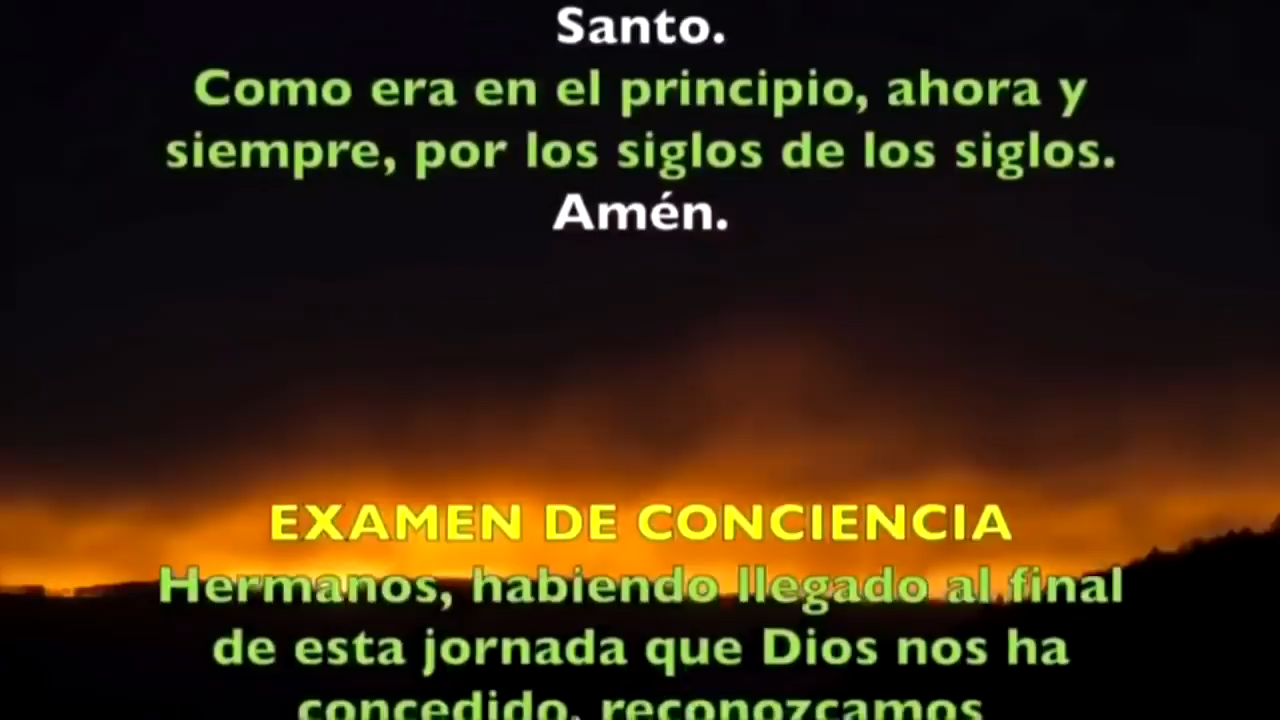 Santo.
Como era en el principio, ahora y
siempre, por los siglos de los siglos.
Amén.
EXAMEN DE CONCIENCIA
Hermanos, habiendo llegado al final
de esta jornada que Dios nos ha
concedido, reconozcamos